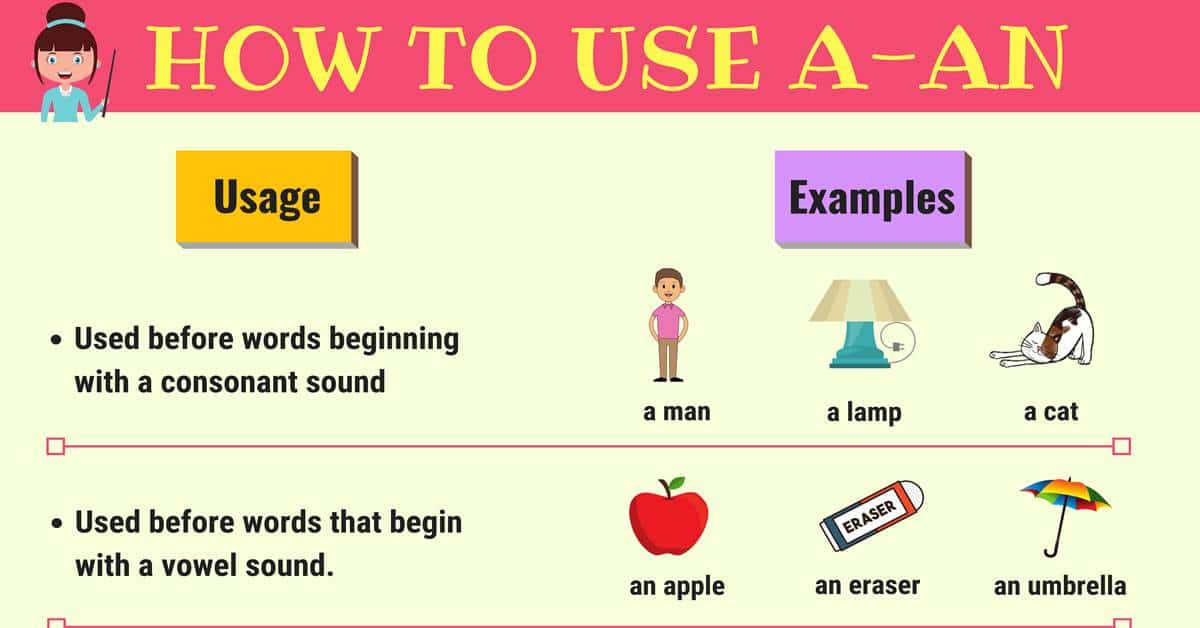 HOW TO USE A-AN
Usage
Examples
• Used before words beginning
with a consonant sound
a man
a lamp
a cat
• Used before words that begin
with a vowel sound.
ERASER
an apple
an eraser
an umbrella